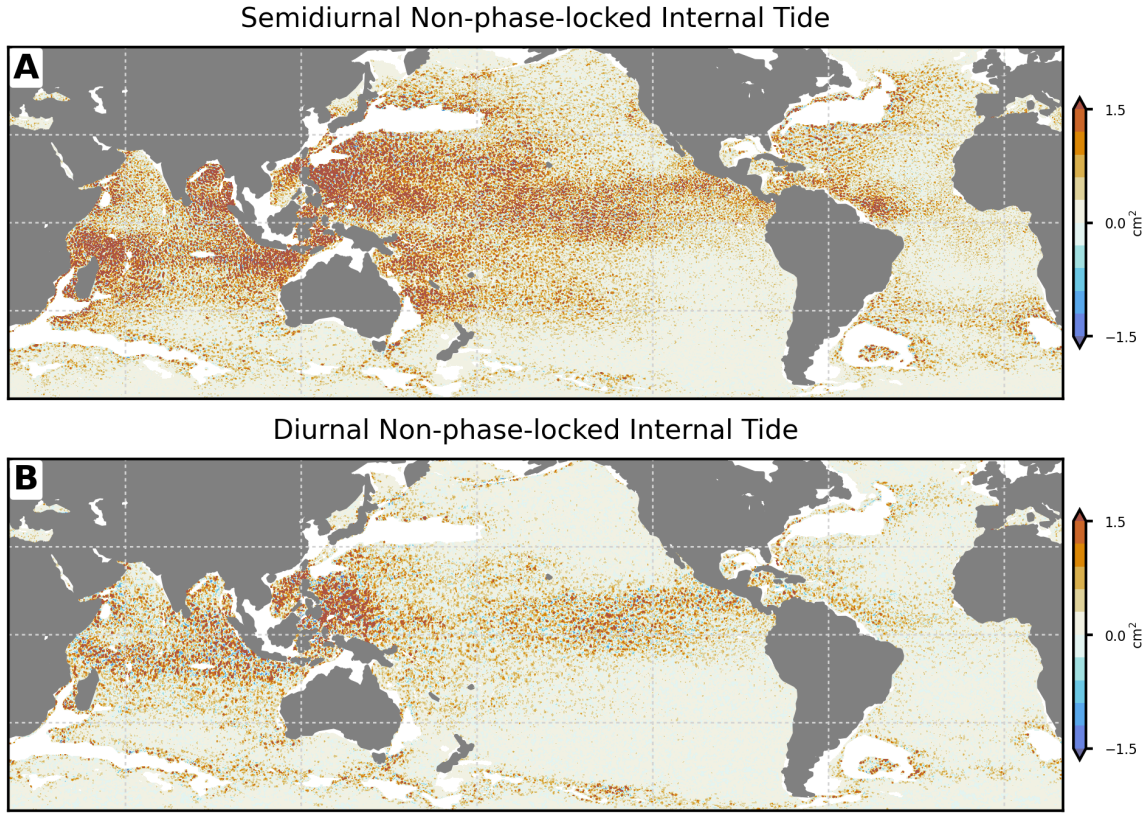 Semidiurnal Non-phase-locked Internal Tide
A
1.5
0.0
−1.5
cm²
Diurnal Non-phase-locked Internal Tide
B
1.5
0.0
−1.5
cm²